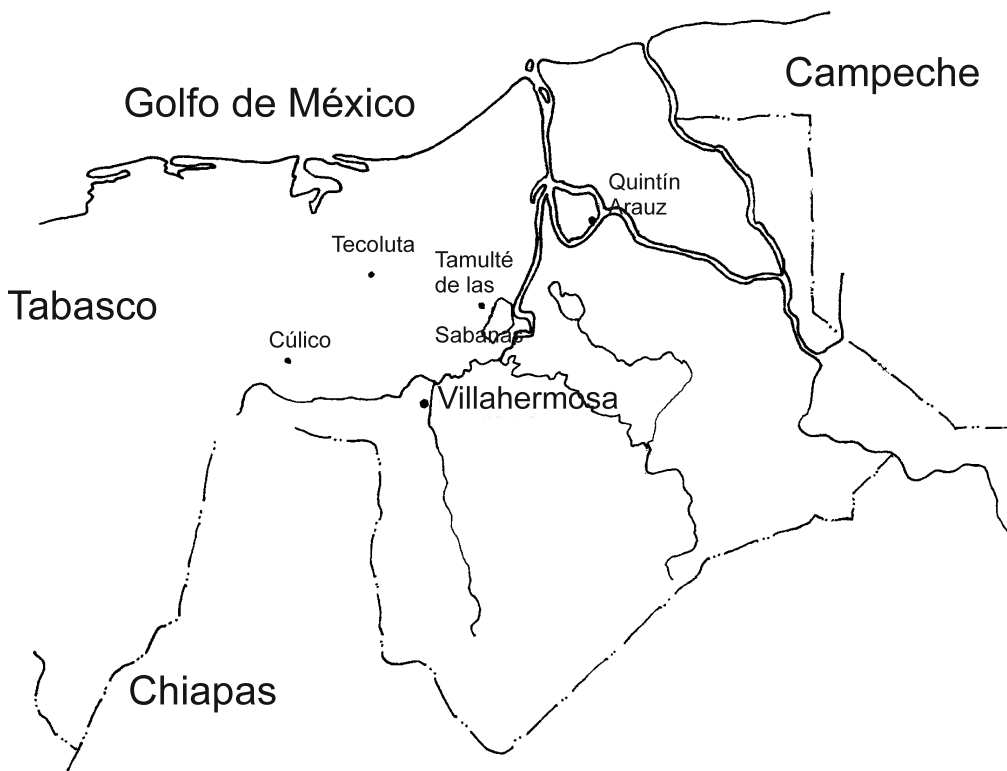 Campeche
Golfo de México
Quintín
Arauz
Tecoluta
Tamulté
de las
Sabanas
Tabasco
Cúlico
Villahermosa
Chiapas